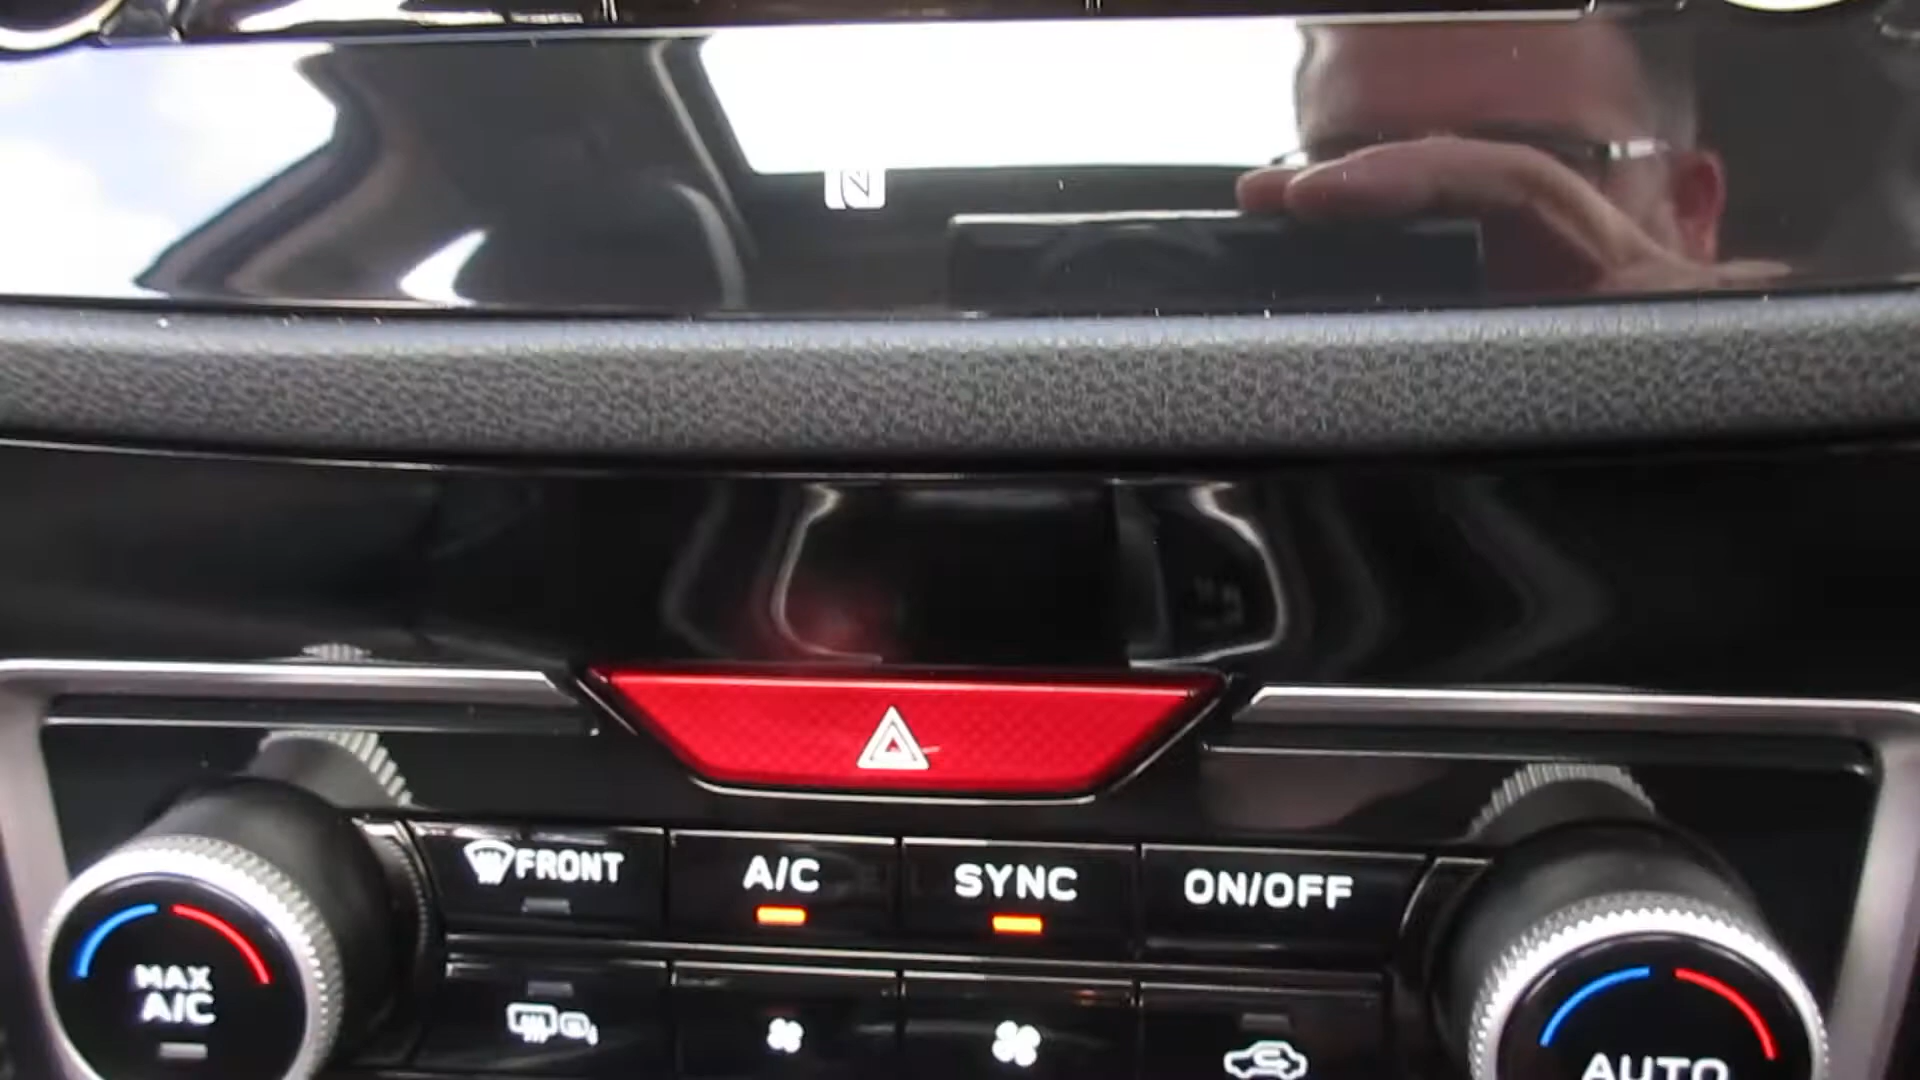 FRONT
A/C
SYNC
ON/OFF
MAX
A/C
AUTO